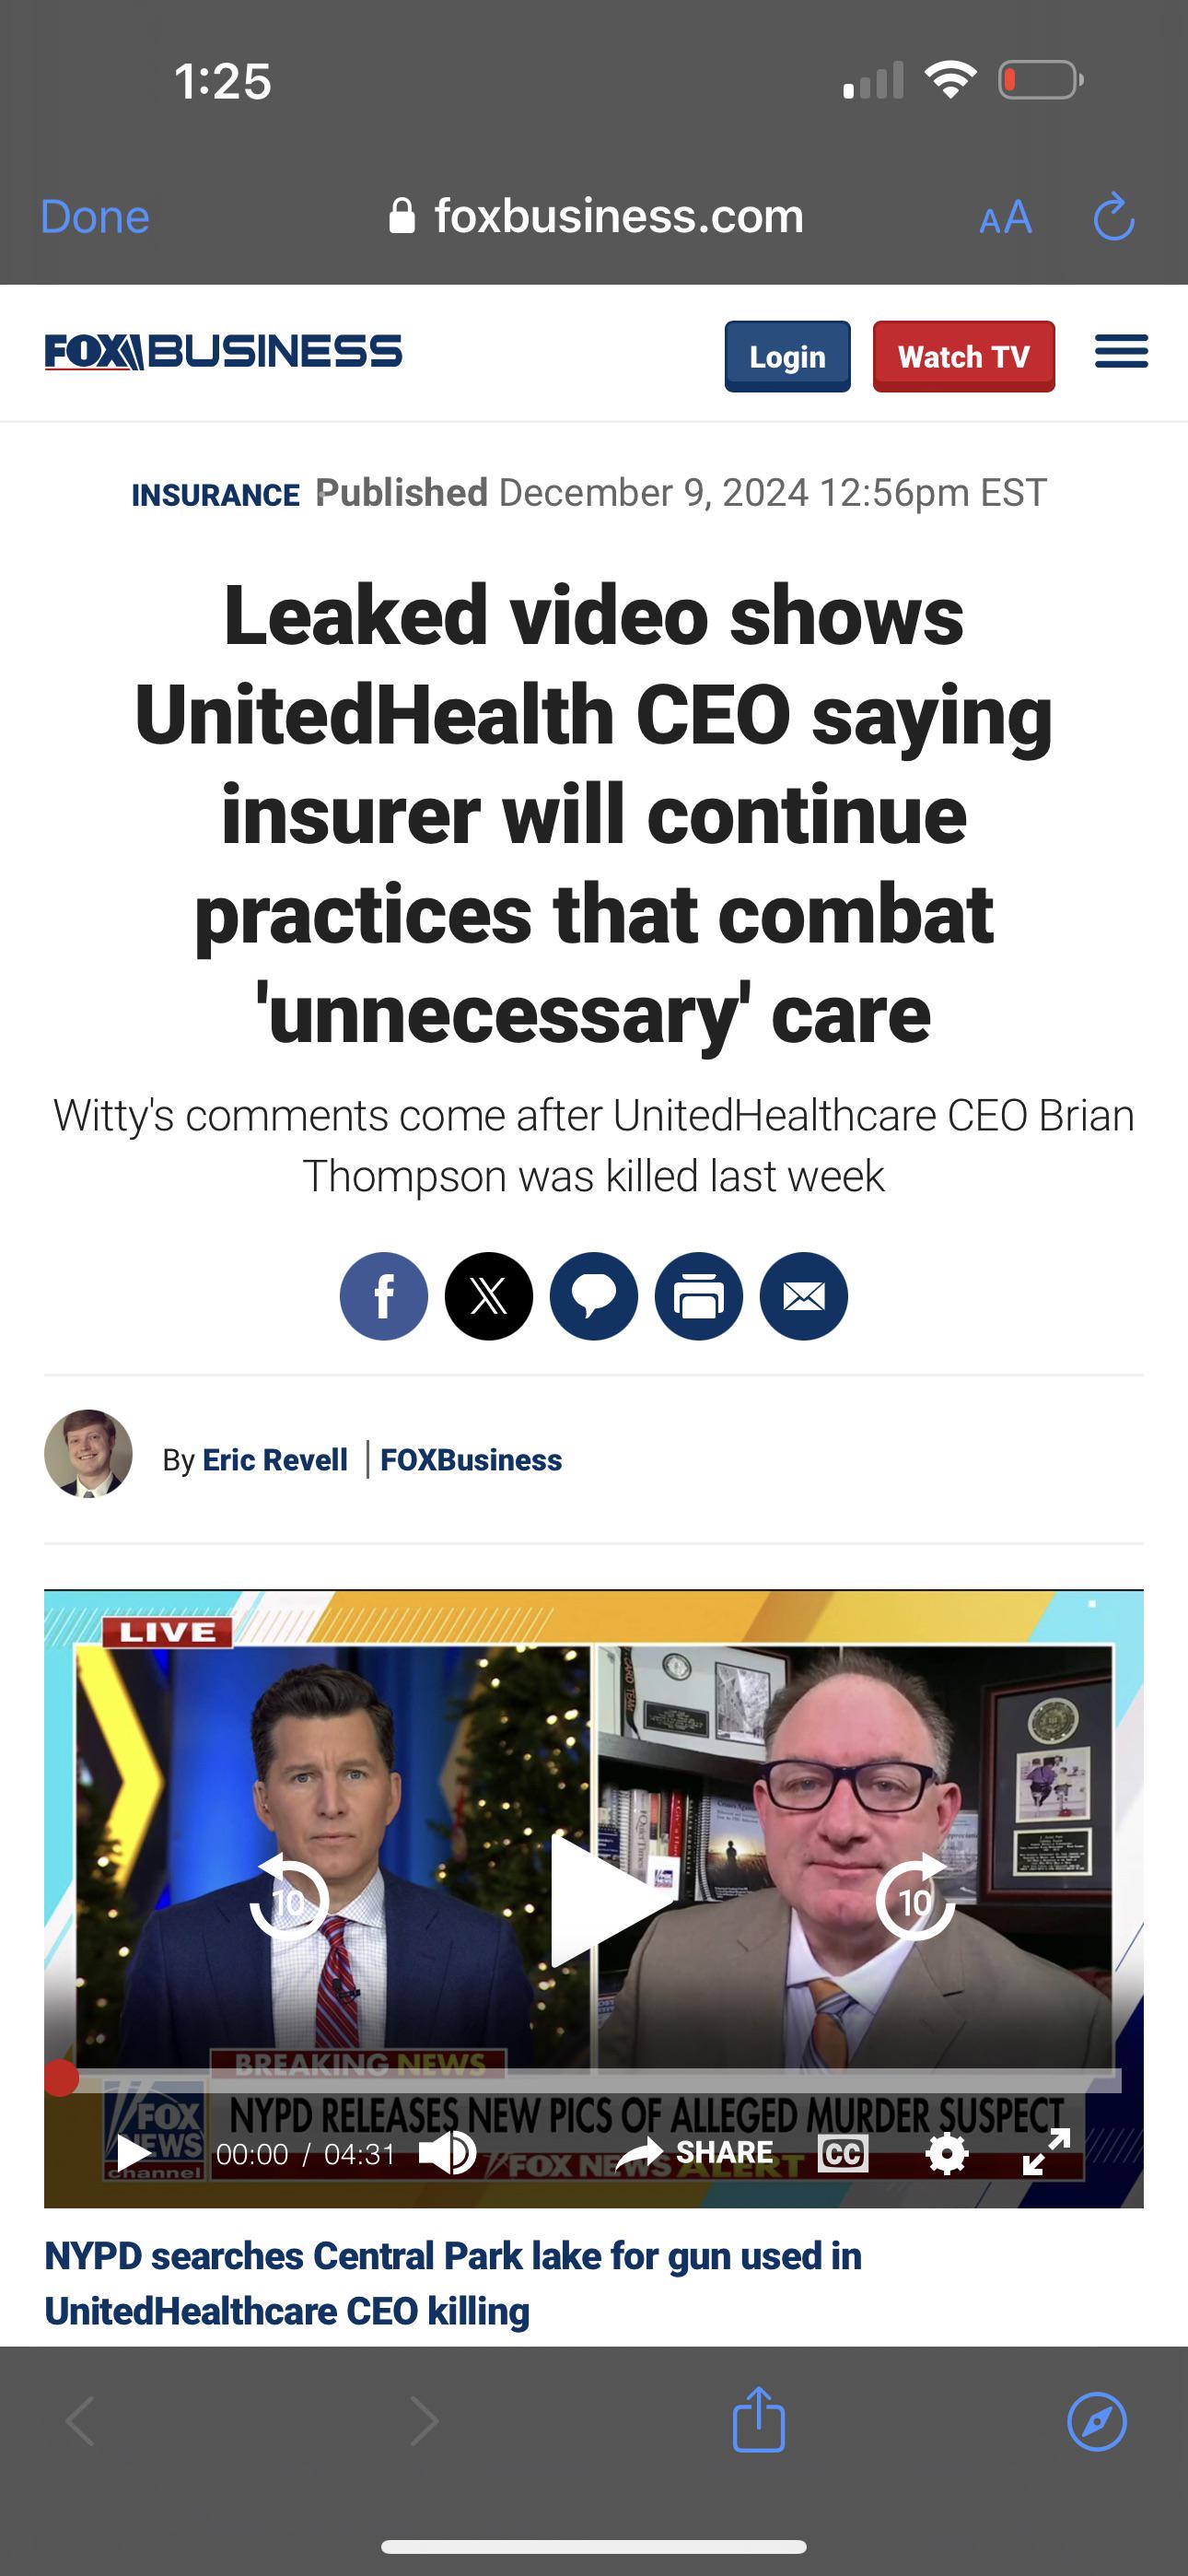 1:25
Done
foxbusiness.com
AA
FOX BUSINESS
Login
Watch TV
INSURANCE Published December 9, 2024 12:56pm EST
Leaked video shows
UnitedHealth CEO saying
insurer will continue
practices that combat
'unnecessary' care
Witty's comments come after UnitedHealthcare CEO Brian
Thompson was killed last week
By Eric Revell | FOXBusiness
LIVE
10
10
BREAKING NEWS
NYPD RELEASES NEW PICS OF ALLEGED MURDER SUSPECT
FOX
NEWS
channel
00:00 / 04:31
SHARE
CC
FOX NEWS ALERT
NYPD searches Central Park lake for gun used in
UnitedHealthcare CEO killing